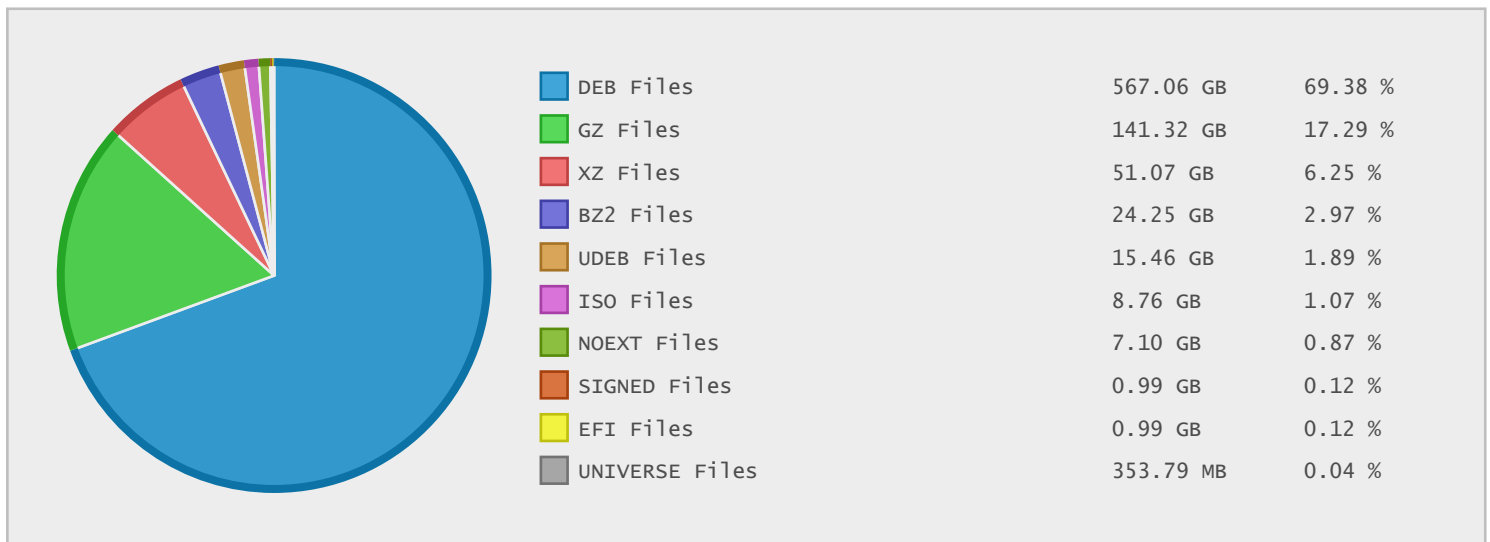 DEB Files 567.06 GB 69.38 %
GZ Files 141.32 GB 17.29 %
XZ Files 51.07 GB 6.25 %
BZ2 Files 24.25 GB 2.97 %
UDEB Files 15.46 GB 1.89 %
ISO Files 8.76 GB 1.07 %
NOEXT Files 7.10 GB 0.87 %
SIGNED Files 0.99 GB 0.12 %
EFI Files 0.99 GB 0.12 %
UNIVERSE Files 353.79 MB 0.04 %